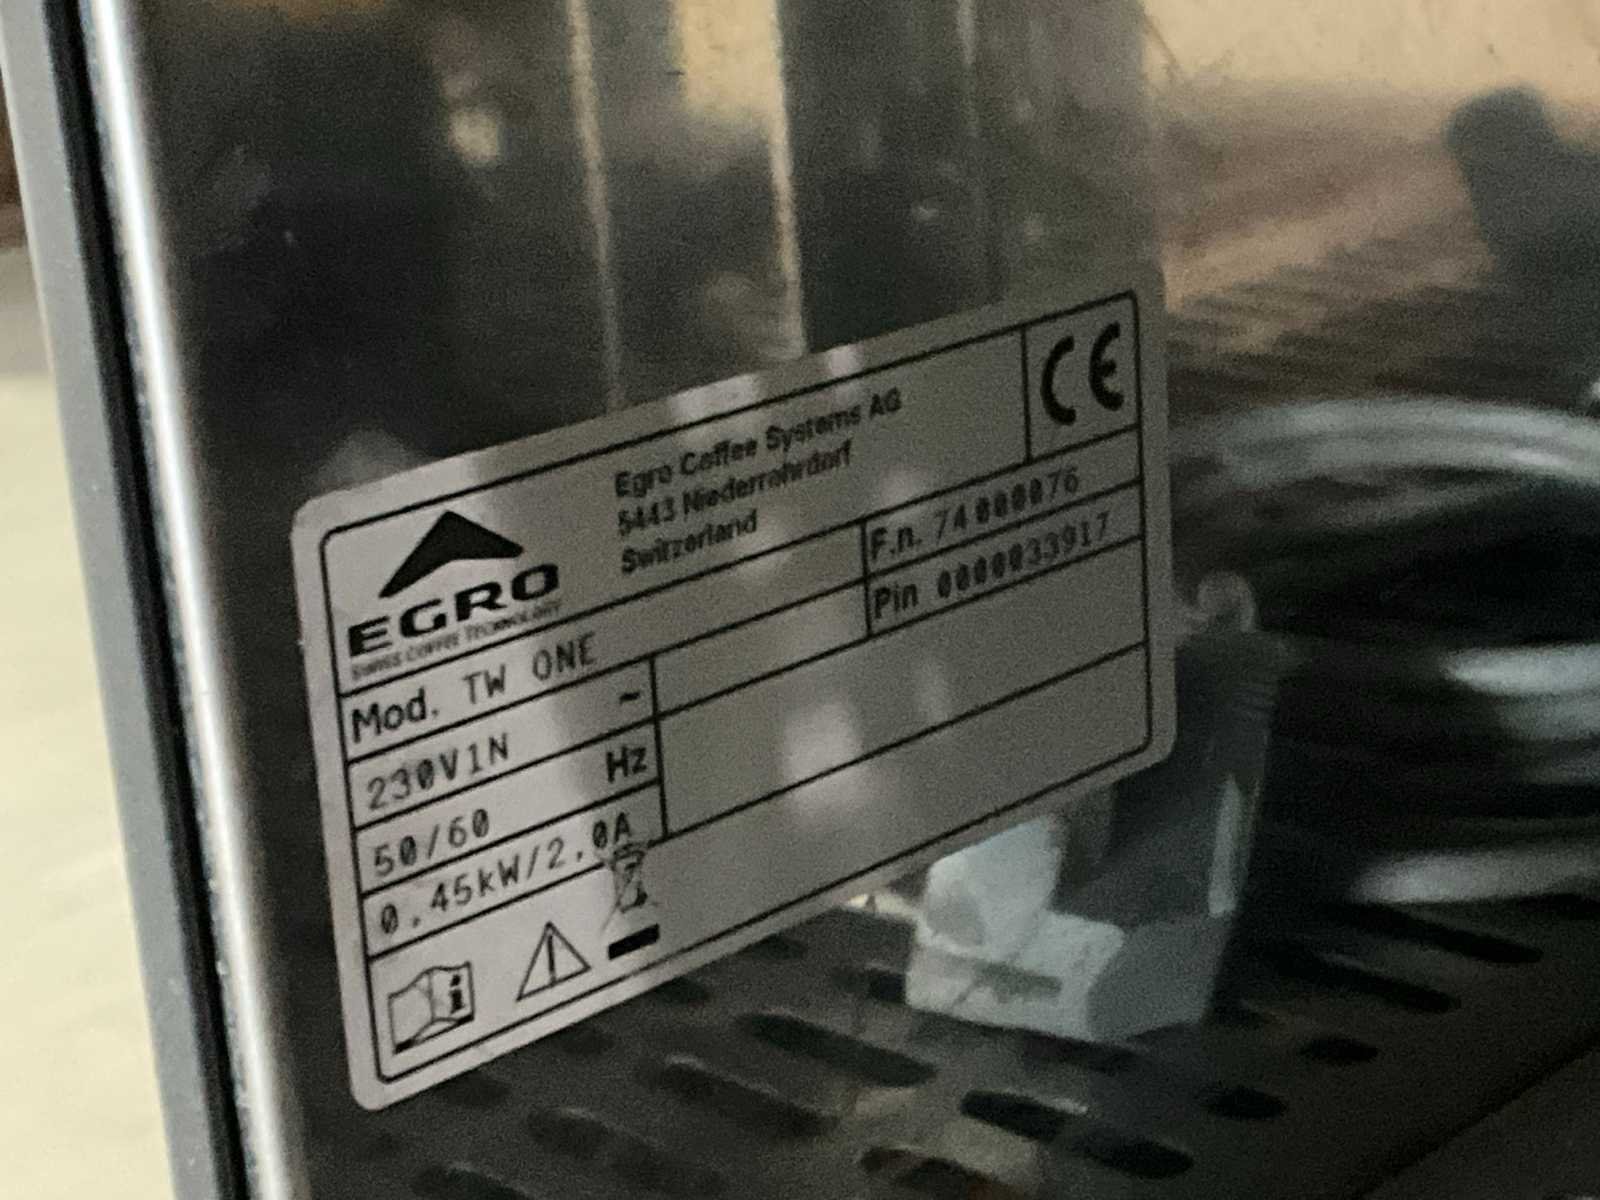 Egro Coffee Systems AG
5443 Niederrohrdorf
Switzerland
CE
EGRO
SWISS COFFEE TECHNOLOGY
F.n. 74000076
Pin 0000033917
Mod. TW ONE
230V1N ~
50/60 Hz
0.45kW/2.0A
i